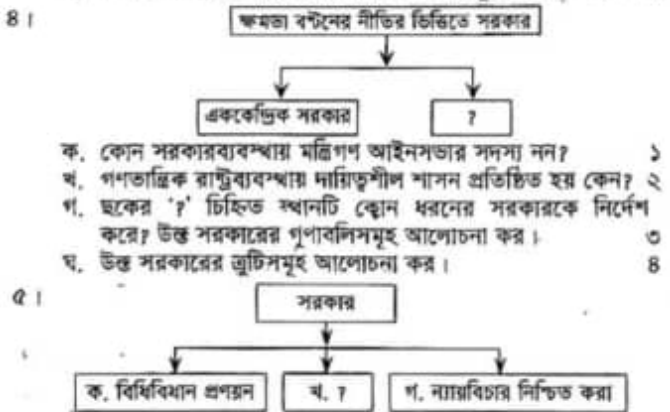 ৪। ক্ষমতা বণ্টনের নীতির ভিত্তিতে সরকার
এককেন্দ্রিক সরকার ?
ক. কোন সরকারব্যবস্থায় মন্ত্রিগণ আইনসভার সদস্য নন? ১
খ. গণতান্ত্রিক রাষ্ট্রব্যবস্থায় দায়িত্বশীল শাসন প্রতিষ্ঠিত হয় কেন? ২
গ. ছকের '?' চিহ্নিত স্থানটি কোন ধরনের সরকারকে নির্দেশ
করে? উক্ত সরকারের গুণাবলিসমূহ আলোচনা কর। ৩
ঘ. উক্ত সরকারের ত্রুটিসমূহ আলোচনা কর। ৪
৫। সরকার
ক. বিধিবিধান প্রণয়ন খ. ? গ. ন্যায়বিচার নিশ্চিত করা